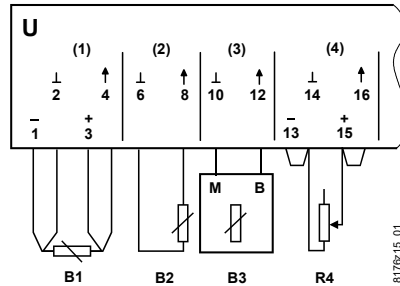 U
(1) (2) (3) (4)
⊥ ⊥ ⊥ ⊥
2 4 6 8 10 12 14 16
− + − +
1 3 13 15
M B
B1 B2 B3 R4
8176z15_01